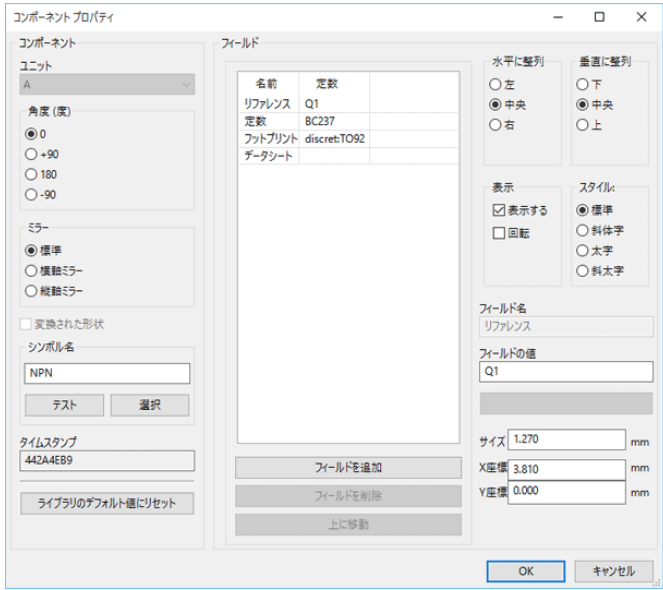 コンポーネント プロパティ
コンポーネント
ユニット
A
角度 (度)
0
+90
180
-90
ミラー
標準
横軸ミラー
縦軸ミラー
変換された形状
シンボル名
NPN
テスト 選択
タイムスタンプ
442A4EB9
ライブラリのデフォルト値にリセット
フィールド
名前 定数
リファレンス Q1
定数 BC237
フットプリント discret:TO92
データシート
フィールドを追加
フィールドを削除
上に移動
水平に整列
左
中央
右
垂直に整列
下
中央
上
表示
表示する
回転
スタイル:
標準
斜体字
太字
斜太字
フィールド名
リファレンス
フィールドの値
Q1
サイズ 1.270 mm
X座標 3.810 mm
Y座標 0.000 mm
OK キャンセル